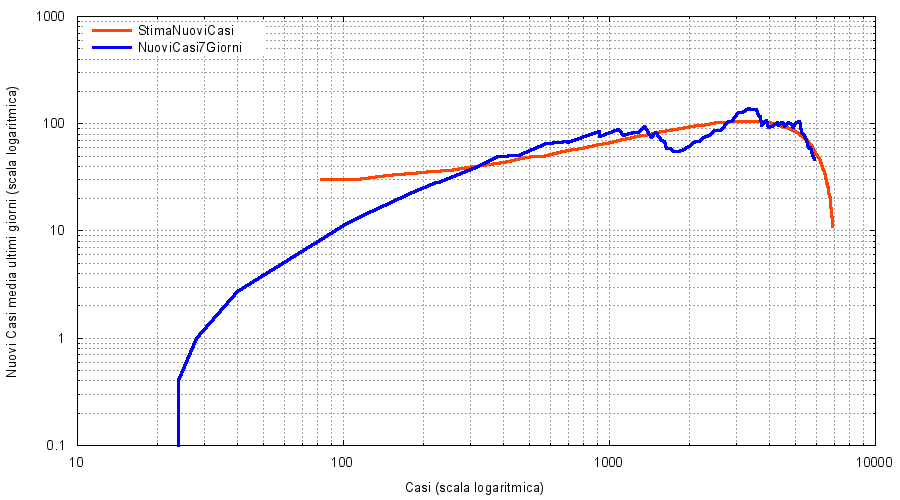 1000
StimaNuoviCasi
NuoviCasi7Giorni
100
10
1
0.1
Nuovi Casi media ultimi giorni (scala logaritmica)
10 100 1000 10000
Casi (scala logaritmica)